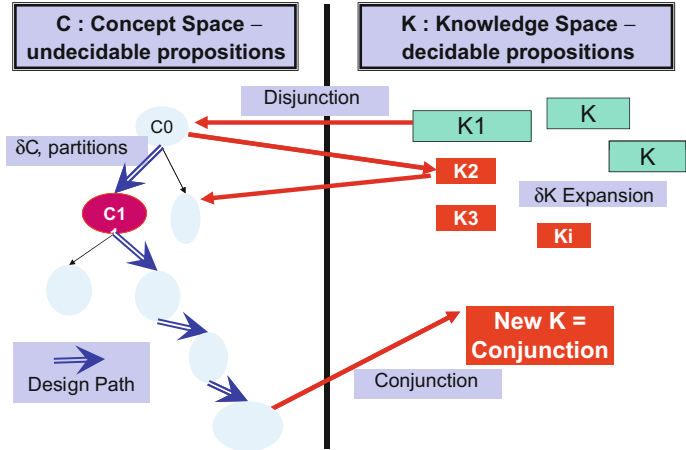 C : Concept Space –
undecidable propositions)
K : Knowledge Space –
decidable propositions)
Disjunction
C0
K1
K
K
δC, partitions
K2
δK Expansion
C1
K3
Ki
New K =
Conjunction
Design Path
Conjunction